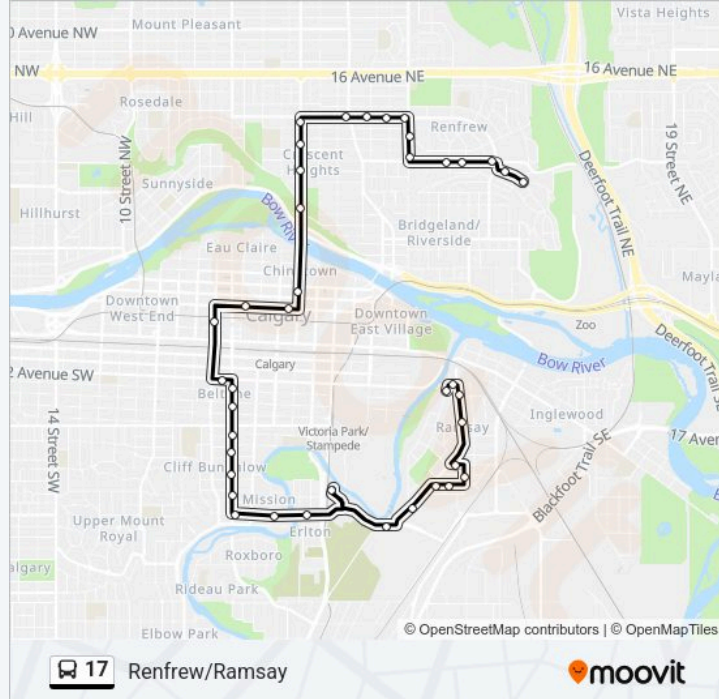 Vista Heights
Mount Pleasant
0 Avenue NW
NW
16 Avenue NE
16 Avenue NE
Rosedale
Hill
10 Street NW
Renfrew
19 Street NE
Crescent
Heights
Sunnyside
Deerfoot Trail NE
Hillhurst
Bow River
Bridgeland/
Riverside
Eau Claire
Chinatown
Mayla
Downtown
West End
Calgary
Downtown
East Village
Zoo
Deerfoot Trail S
Calgary
Bow River
2 Avenue SW
Beltline
Inglewood
14 Street SW
Victoria Park/
Stampede
Ramsay
17 Aven
Cliff Bungalow
Blackfoot Trail SE
Mission
Upper Mount
Royal
Erlton
Roxboro
algary
Rideau Park
Elbow Park
© OpenStreetMap contributors | © OpenMapTiles
17 Renfrew/Ramsay
moovit